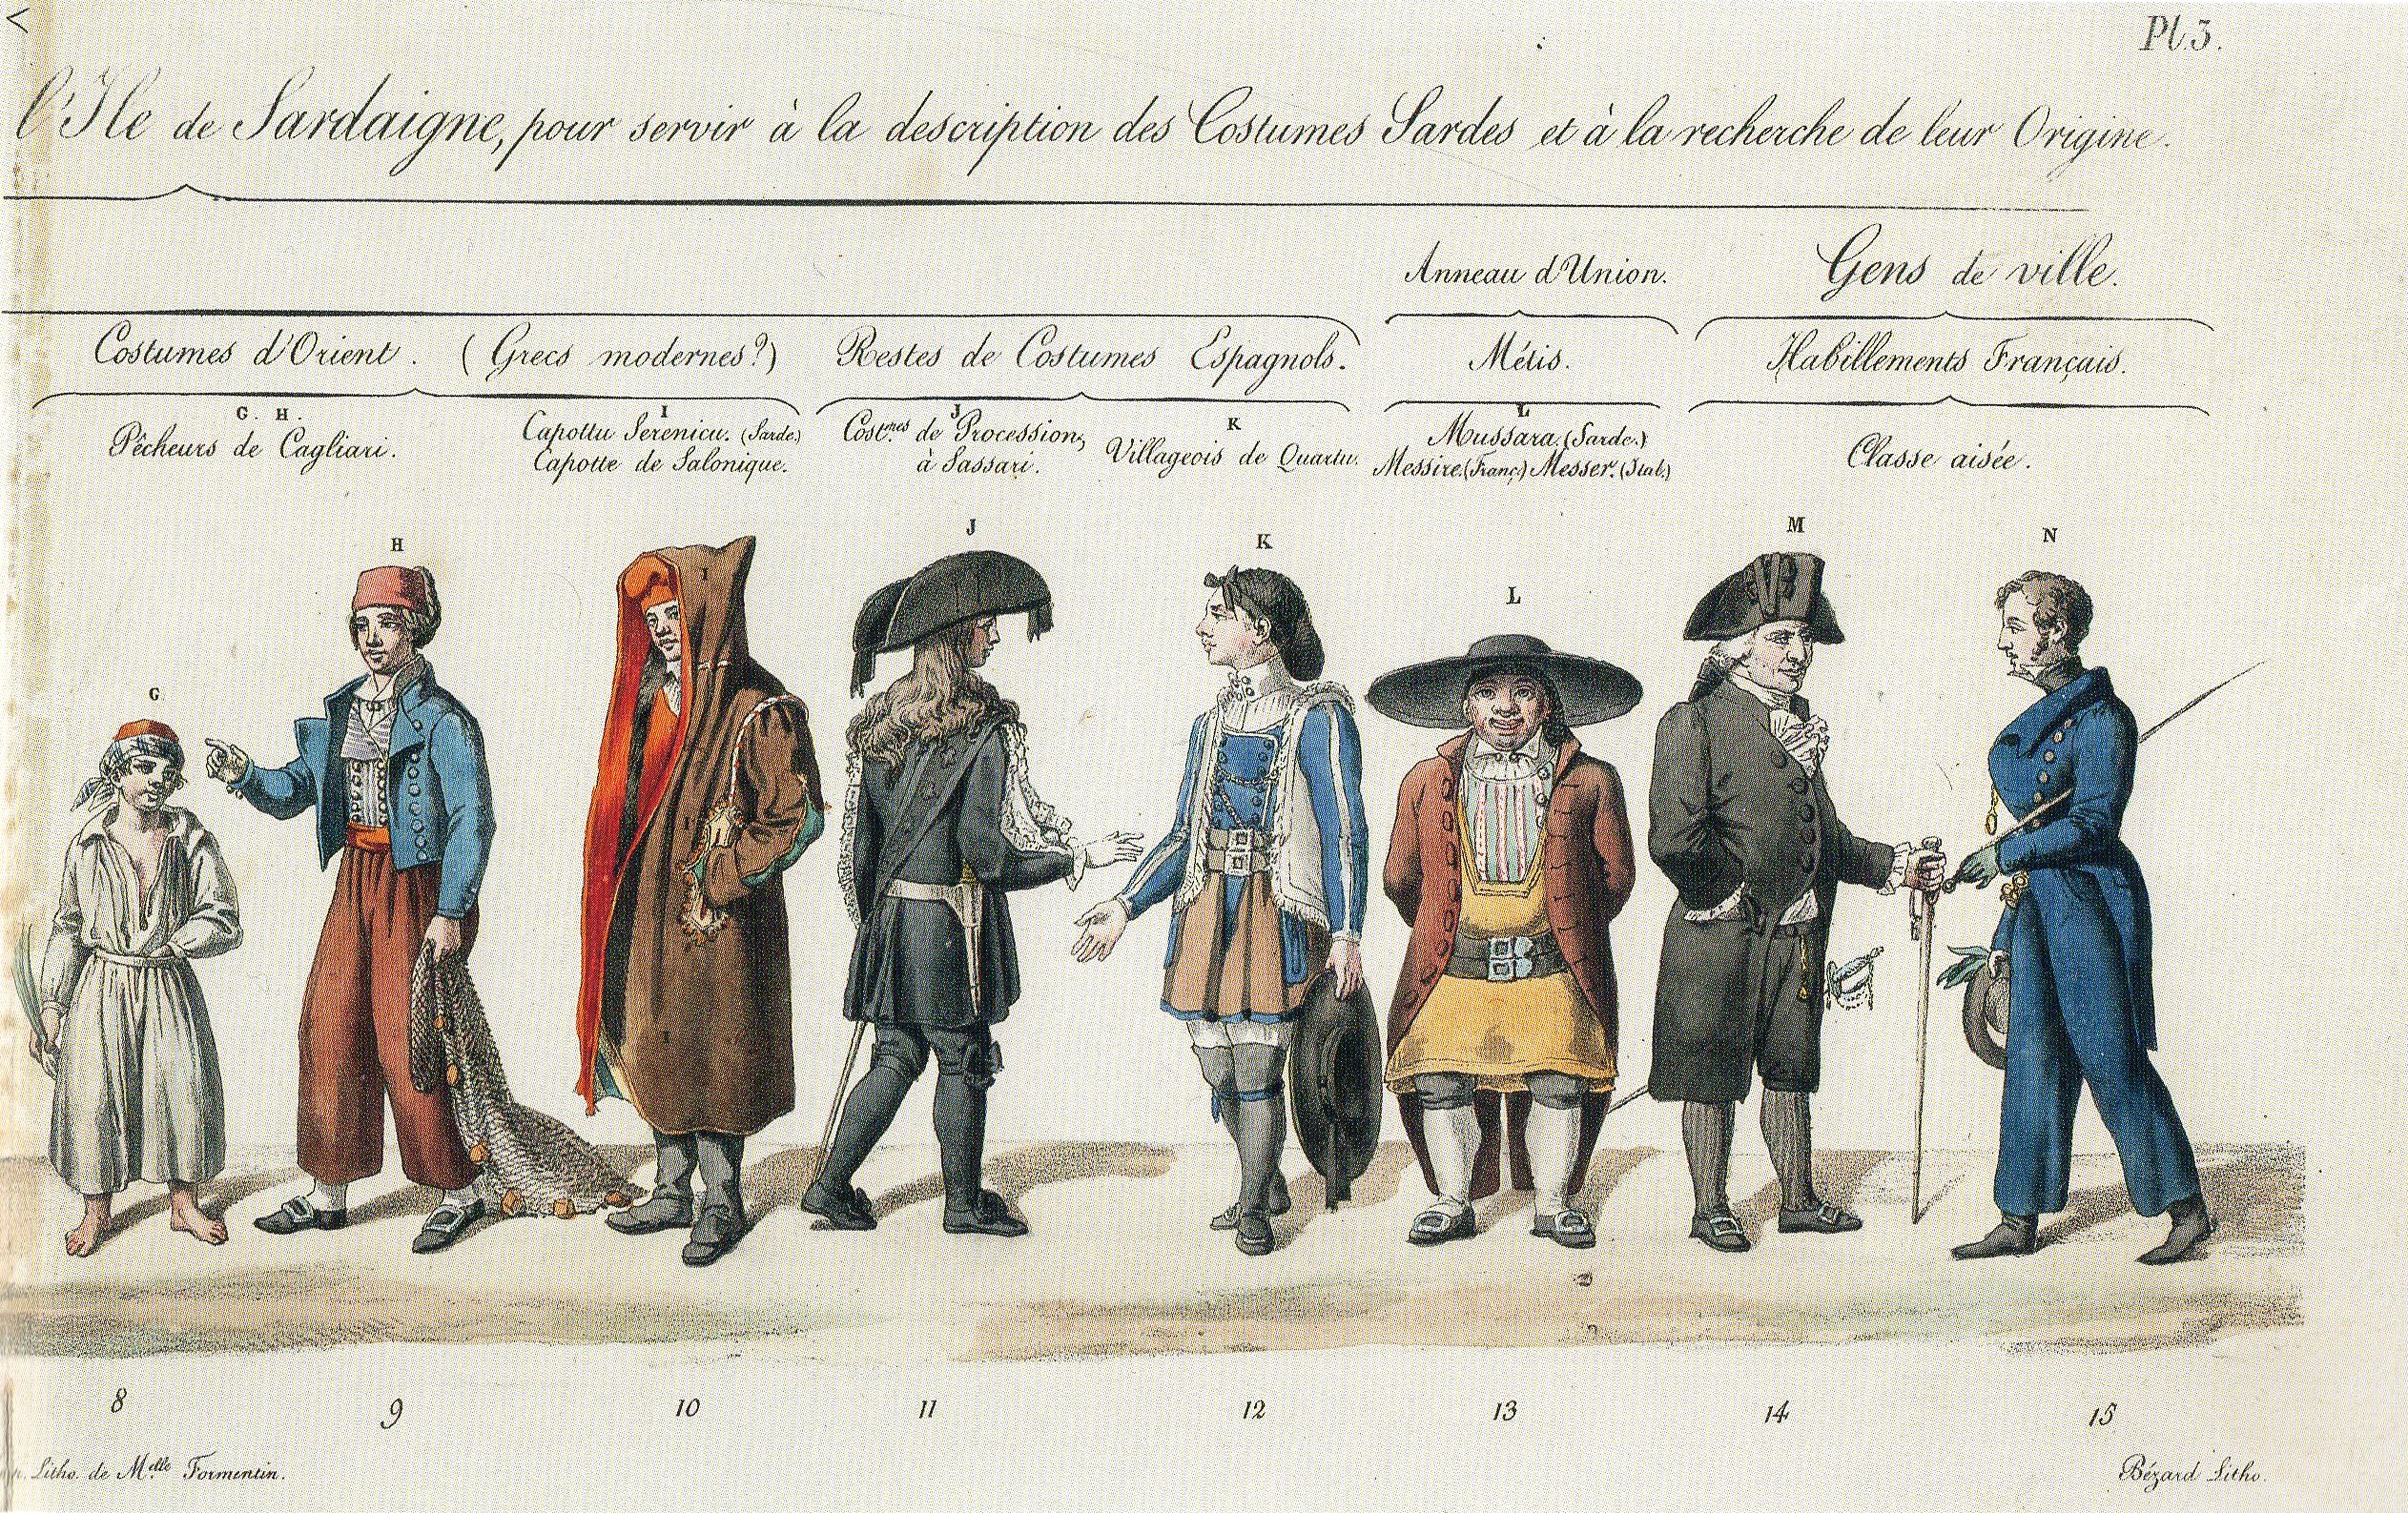 Pl.3.
l'Ile de Sardaigne, pour servir à la description des Costumes Sardes et à la recherche de leur Origine.
Anneau d'Union.
Gens de ville.
Costumes d'Orient. (Grecs modernes?)
Restes de Costumes Espagnols.
Métis.
Habillements Français.
G. H.
Pêcheurs de Cagliari.
I
Capottu Serenicu. (Sarde.)
Capotte de Salonique.
J
Cost.mes de Procession,
à Sassari.
K
Villageois de Quartu.
L
Mussara. (Sarde.)
Messire. (Franç.) Messer. (Ital.)
Classe aisée.
G
H
I
J
K
L
M
N
I
I
H
8
9
10
11
12
13
14
15
Litho. de M.elle Formentin.
Bézard Litho.